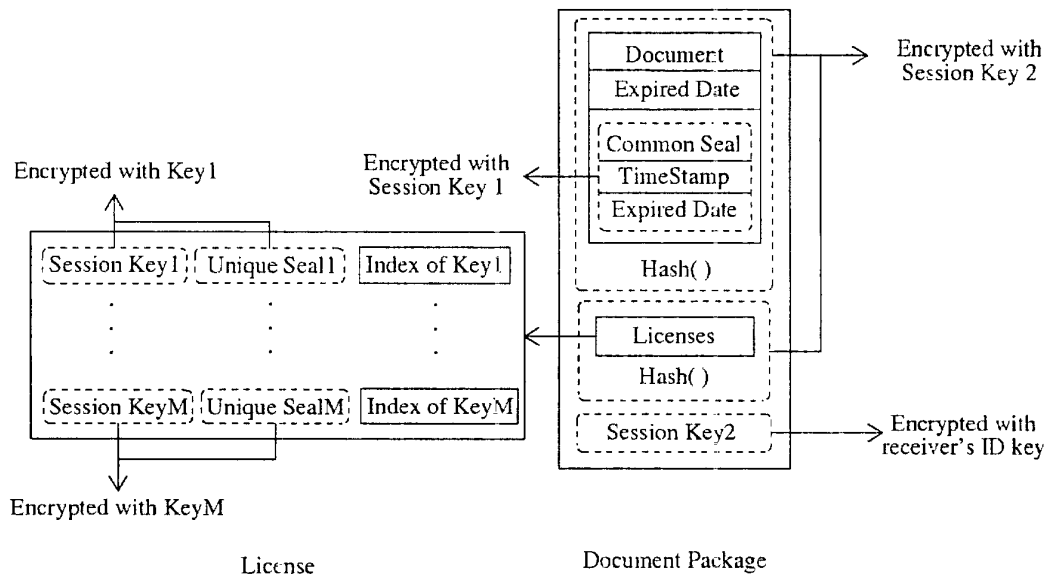 Document
Expired Date
Common Seal
TimeStamp
Expired Date
Hash( )
Licenses
Hash( )
Session Key2
Encrypted with
Session Key 2
Encrypted with
receiver's ID key
Encrypted with
Session Key 1
Encrypted with Key1
Session Key1 Unique Seal1 Index of Key1
Session KeyM Unique SealM Index of KeyM
Encrypted with KeyM
License
Document Package